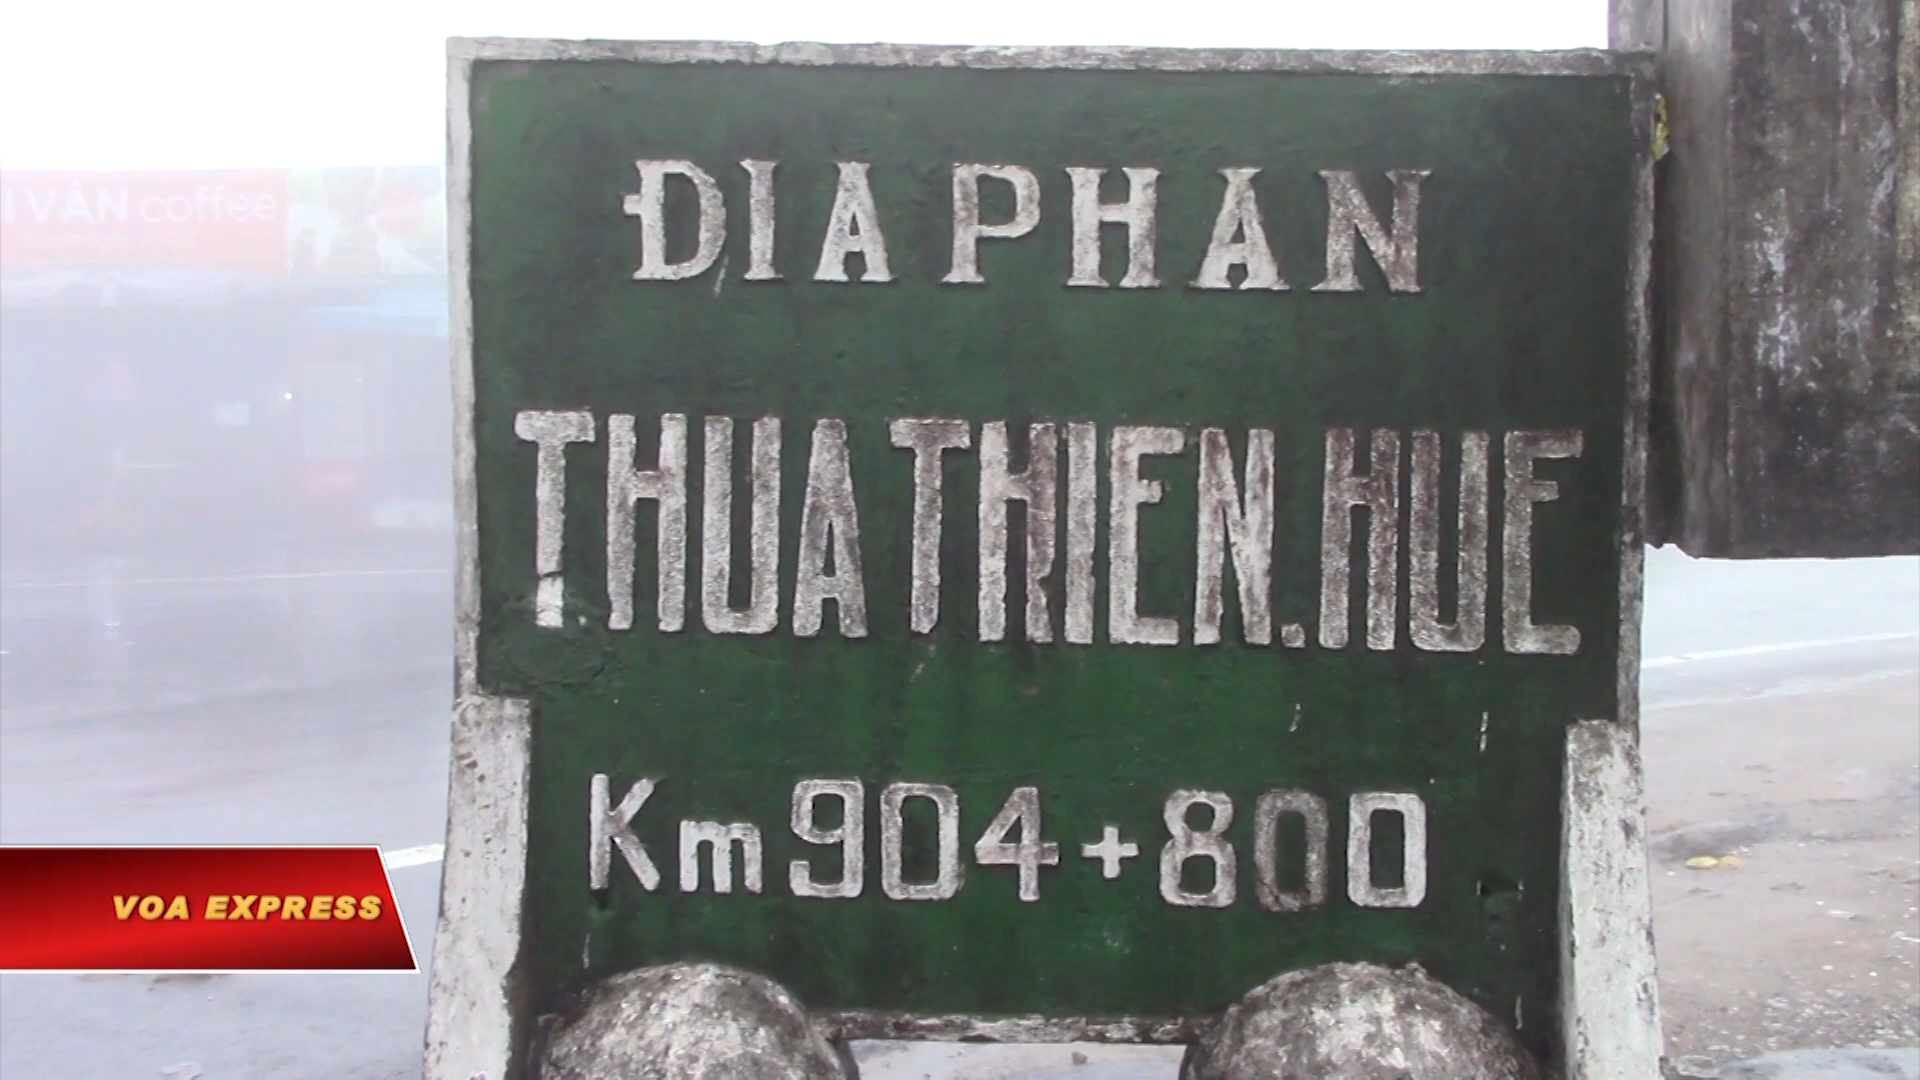 VÂN coffee
ĐIA PHAN
THUA THIEN.HUE
Km 904+800
VOA EXPRESS